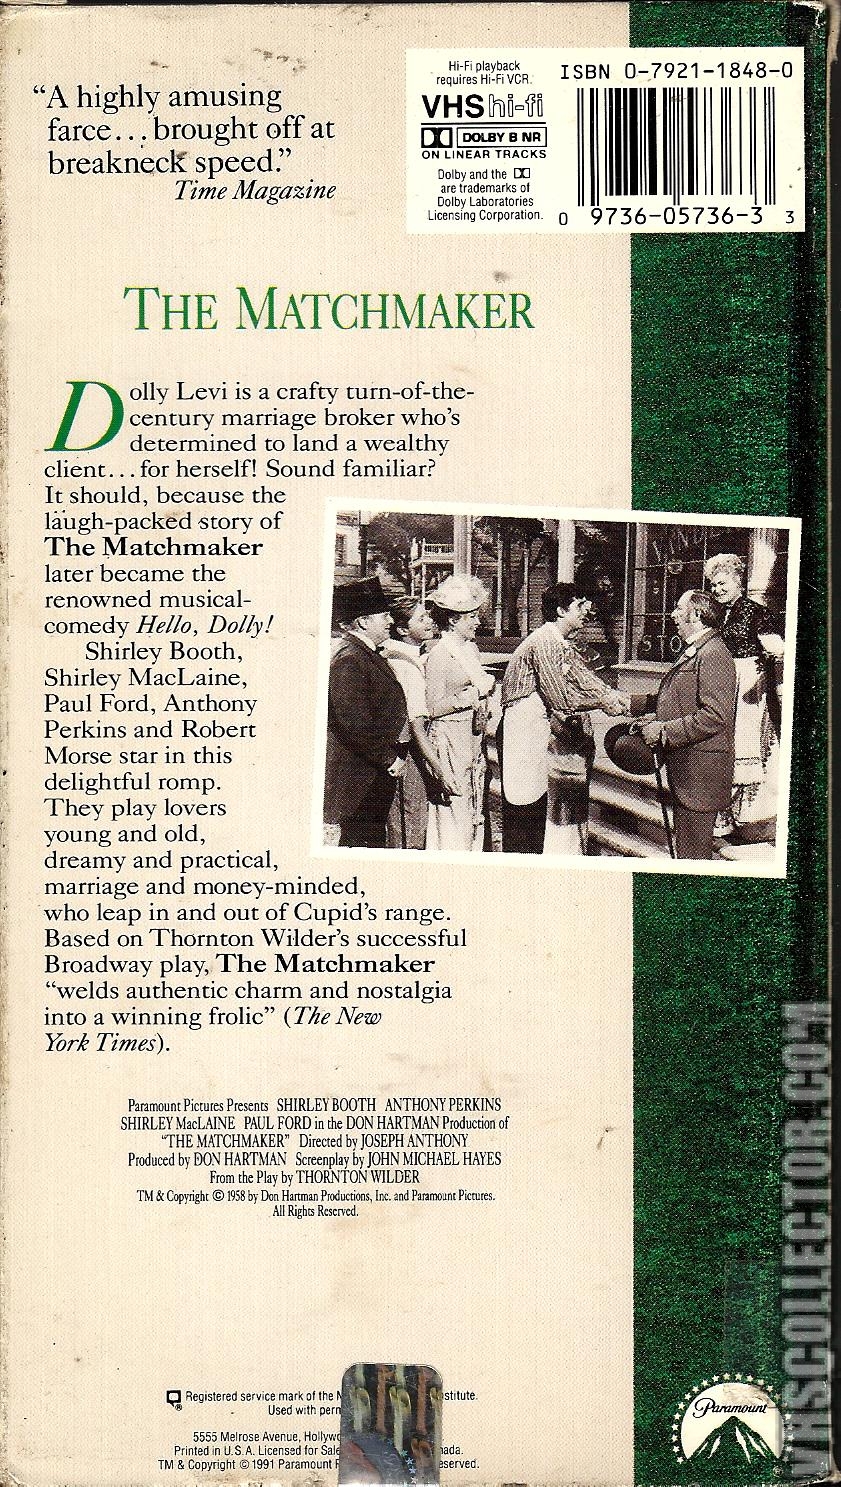 “A highly amusing
farce...brought off at
breakneck speed.”
Time Magazine
Hi-Fi playback
requires Hi-Fi VCR.
VHS hi-fi
DOLBY B NR
ON LINEAR TRACKS
Dolby and the
are trademarks of
Dolby Laboratories
Licensing Corporation.
ISBN 0-7921-1848-0
0 9736-05736-3 3
THE MATCHMAKER
Dolly Levi is a crafty turn-of-the-
century marriage broker who's
determined to land a wealthy
client...for herself! Sound familiar?
It should, because the
laugh-packed story of
The Matchmaker
later became the
renowned musical-
comedy Hello, Dolly!
Shirley Booth,
Shirley MacLaine,
Paul Ford, Anthony
Perkins and Robert
Morse star in this
delightful romp.
They play lovers
young and old,
dreamy and practical,
marriage and money-minded,
who leap in and out of Cupid's range.
Based on Thornton Wilder's successful
Broadway play, The Matchmaker
“welds authentic charm and nostalgia
into a winning frolic” (The New
York Times).
Paramount Pictures Presents SHIRLEY BOOTH ANTHONY PERKINS
SHIRLEY MacLAINE PAUL FORD in the DON HARTMAN Production of
“THE MATCHMAKER” Directed by JOSEPH ANTHONY
Produced by DON HARTMAN Screenplay by JOHN MICHAEL HAYES
From the Play by THORNTON WILDER
TM & Copyright © 1958 by Don Hartman Productions, Inc. and Paramount Pictures.
All Rights Reserved.
Registered service mark of the N stitute.
Used with perm
5555 Melrose Avenue, Hollyw
Printed in U.S.A. Licensed for Sale nada.
TM & Copyright © 1991 Paramount P eserved.
Paramount
VHSCOLLECTOR.COM